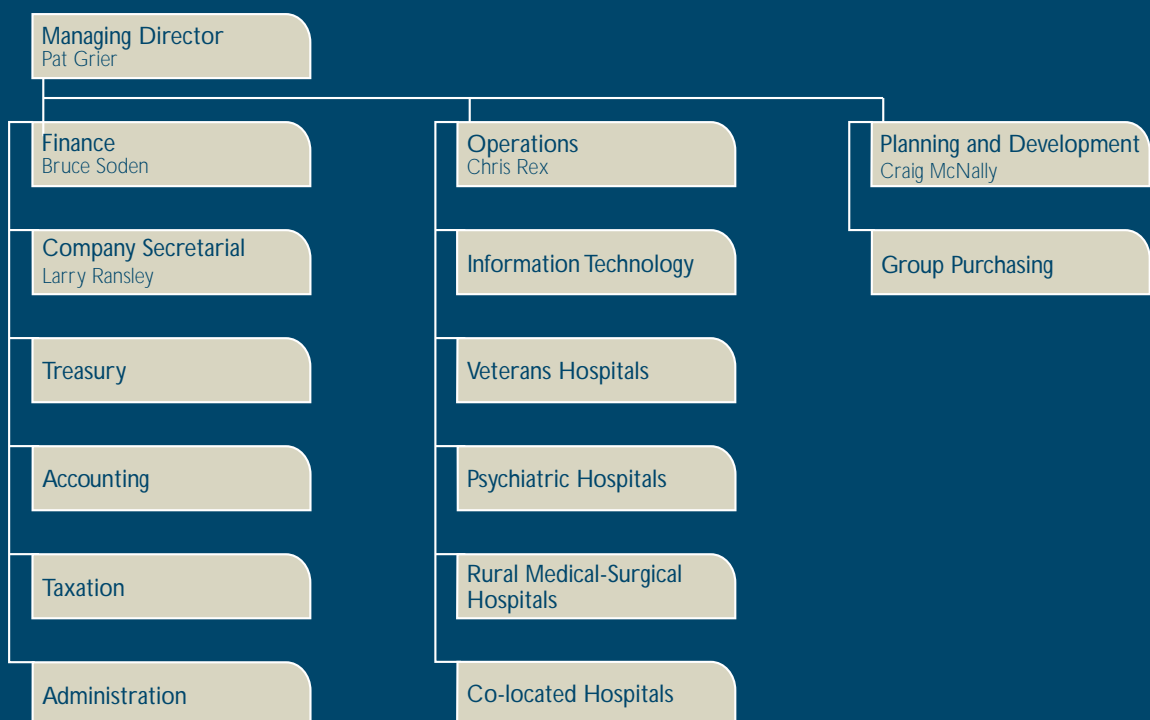 Managing Director
Pat Grier
Finance
Bruce Soden
Company Secretarial
Larry Ransley
Treasury
Accounting
Taxation
Administration
Operations
Chris Rex
Information Technology
Veterans Hospitals
Psychiatric Hospitals
Rural Medical-Surgical
Hospitals
Co-located Hospitals
Planning and Development
Craig McNally
Group Purchasing